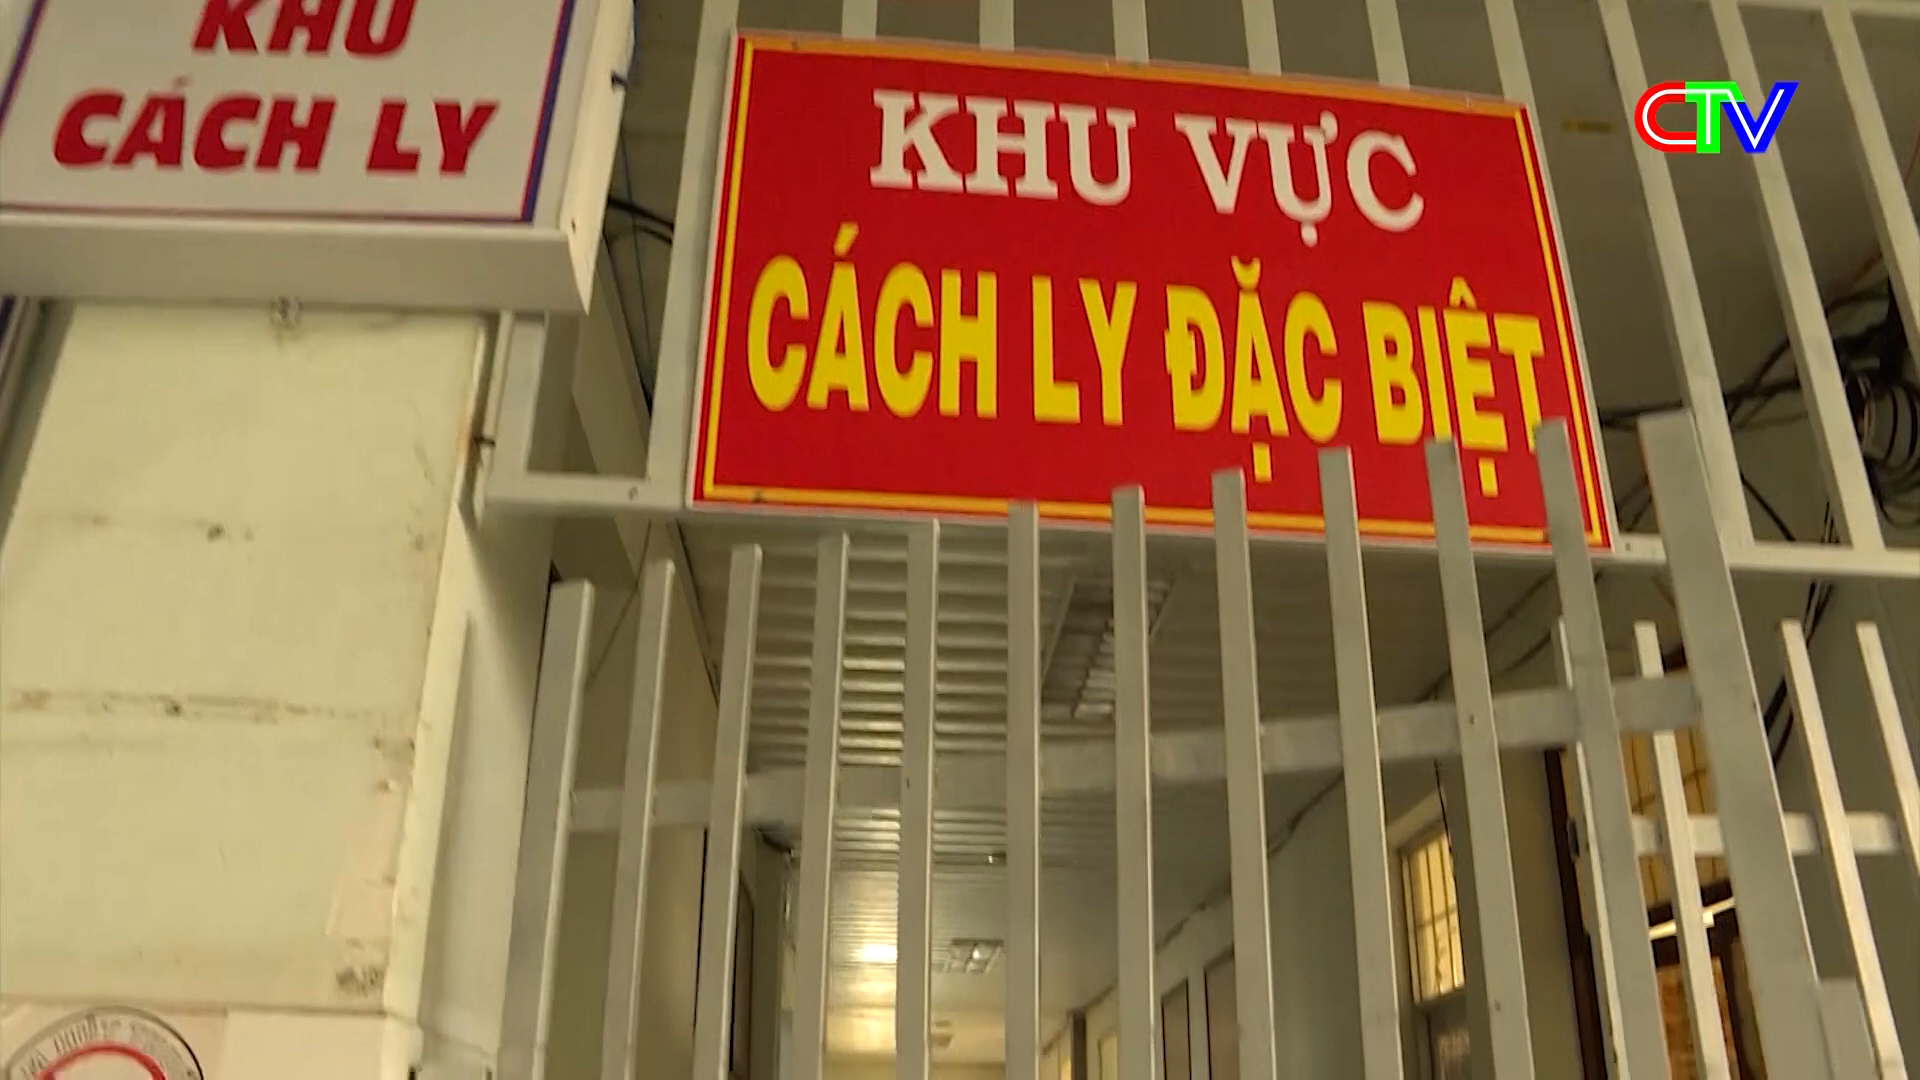 KHU
CÁCH LY
KHU VỰC
CÁCH LY ĐẶC BIỆT
CTV